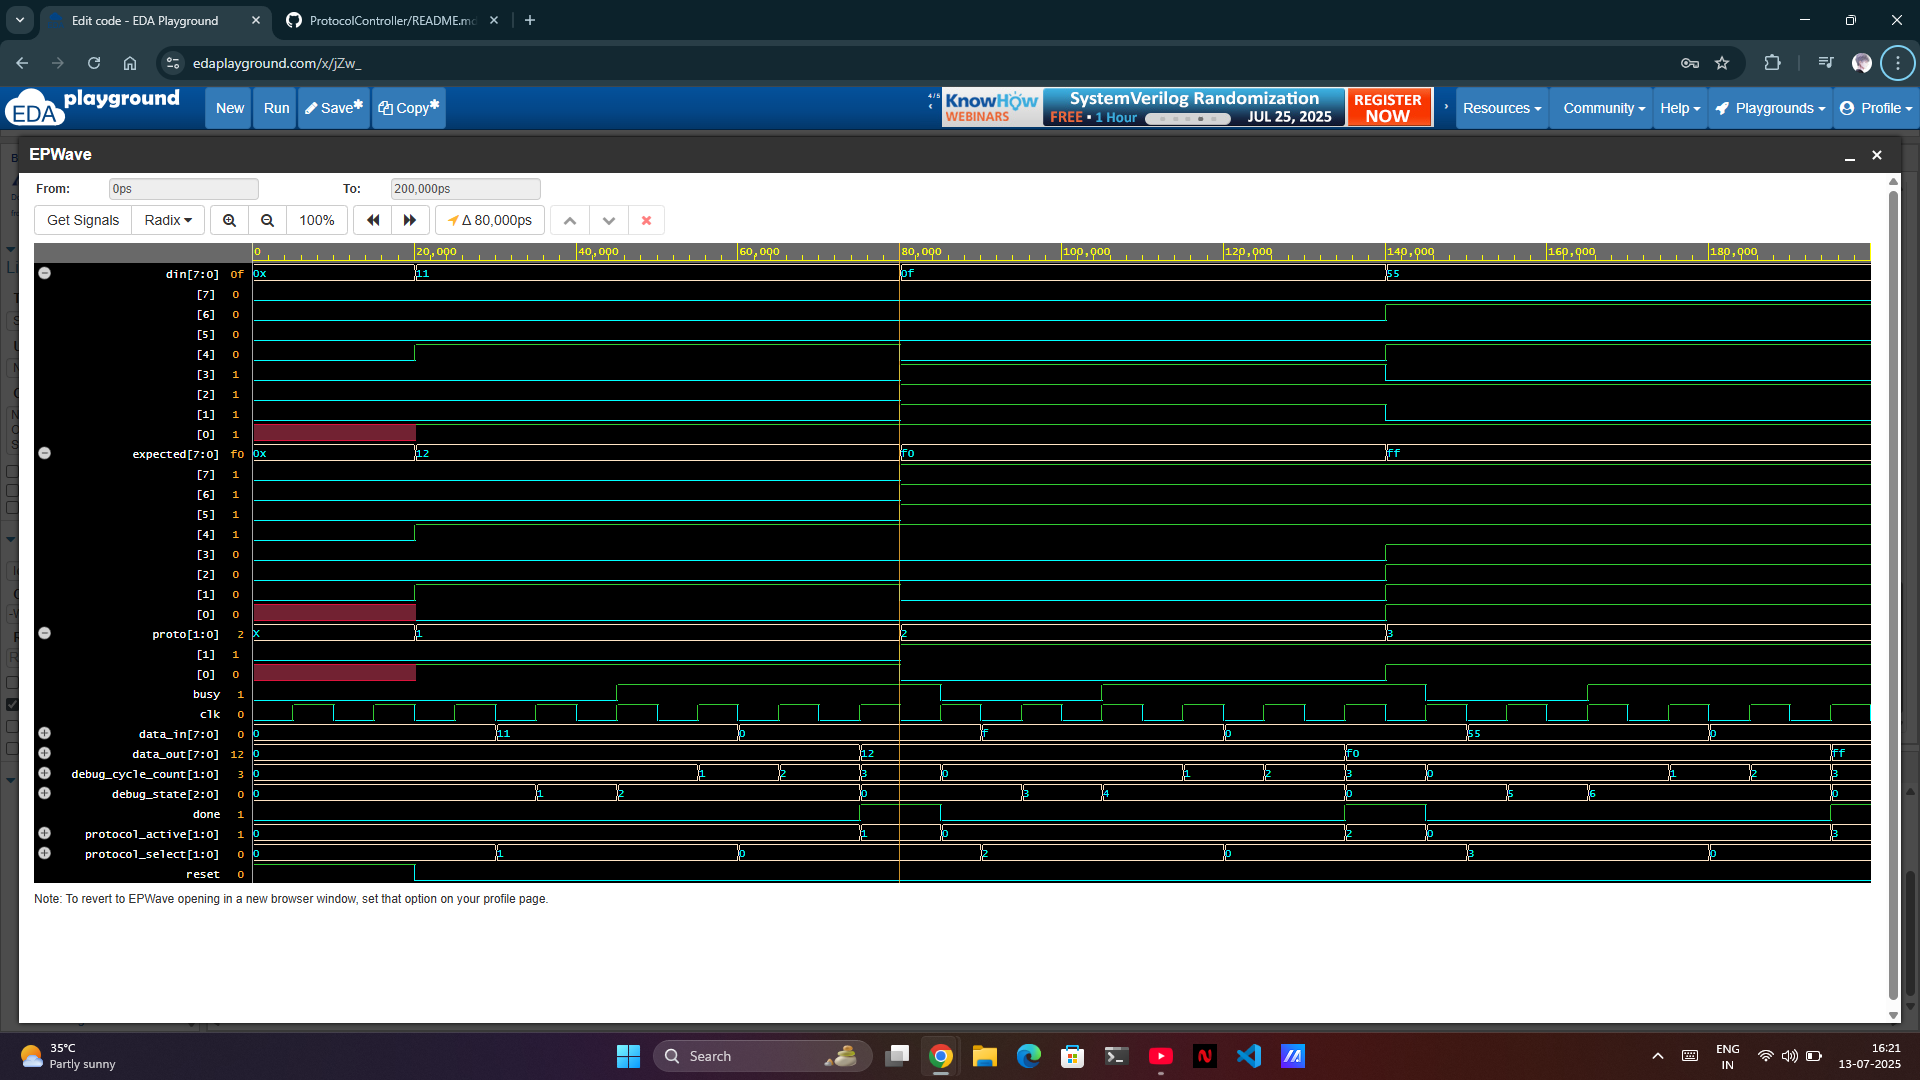 Edit code - EDA Playground
ProtocolController/README.md
edaplayground.com/x/jZw_
EDA playground
New
Run
Save*
Copy*
4/5
KnowHow WEBINARS
SystemVerilog Randomization
FREE • 1 Hour
JUL 25, 2025
REGISTER NOW
Resources
Community
Help
Playgrounds
Profile
EPWave
From:
0ps
To:
200,000ps
Get Signals
Radix
100%
Δ 80,000ps
0 20,000 40,000 60,000 80,000 100,000 120,000 140,000 160,000 180,000
din[7:0] 0f 0x 11 0f 55
[7] 0
[6] 0
[5] 0
[4] 0
[3] 1
[2] 1
[1] 1
[0] 1
expected[7:0] f0 0x 12 f0 ff
[7] 1
[6] 1
[5] 1
[4] 1
[3] 0
[2] 0
[1] 0
[0] 0
proto[1:0] 2 X 1 2 3
[1] 1
[0] 0
busy 1
clk 0
data_in[7:0] 0 0 11 0 f 0 55 0
data_out[7:0] 12 0 12 f0 ff
debug_cycle_count[1:0] 3 0 1 2 3 0 1 2 3 0 1 2 3
debug_state[2:0] 0 0 1 2 0 3 4 0 5 6 0
done 1
protocol_active[1:0] 1 0 1 0 2 0 3
protocol_select[1:0] 0 0 1 0 2 0 3 0
reset 0
Note: To revert to EPWave opening in a new browser window, set that option on your profile page.
35°C
Partly sunny
Search
ENG
IN
16:21
13-07-2025